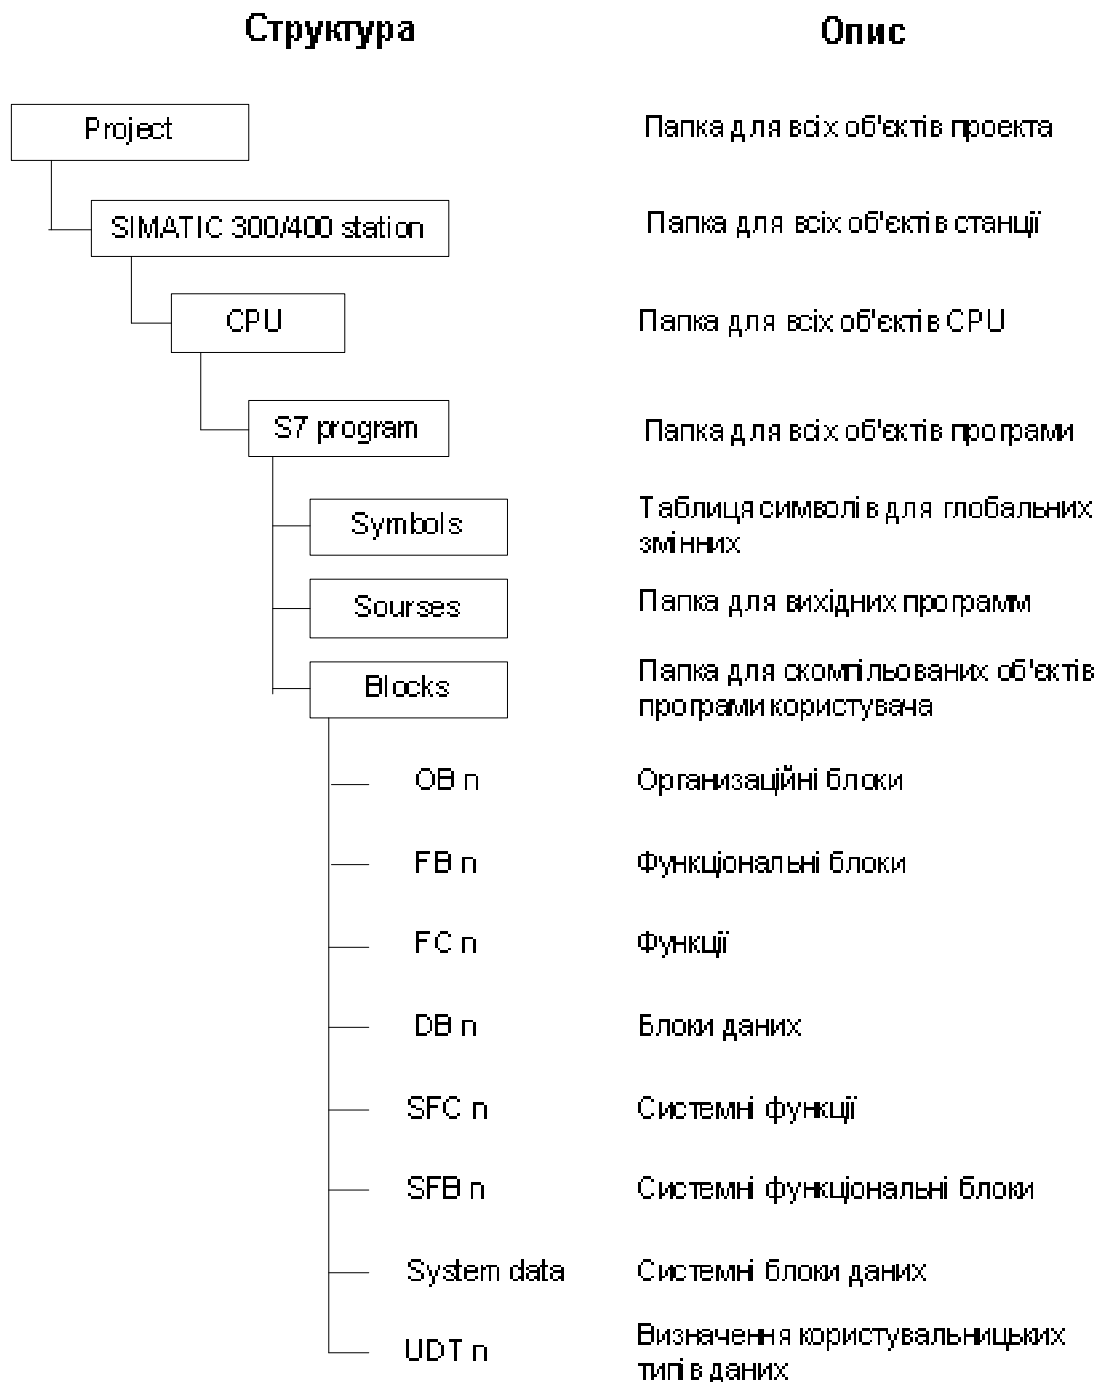 Структура Опис
Project Папка для всіх об'єктів проекта
SIMATIC 300/400 station Папка для всіх об'єктів станції
CPU Папка для всіх об'єктів CPU
S7 program Папка для всіх об'єктів програми
Symbols Таблиця символів для глобальних
змінних
Sourses Папка для вихідних программ
Blocks Папка для скомпільованих об'єктів
програми користувача
OB n Организаційні блоки
FB n Функціональні блоки
FC n Функції
DB n Блоки даних
SFC n Системні функції
SFB n Системні функціональні блоки
System data Системні блоки даних
UDT n Визначення користувальницьких
типів даних